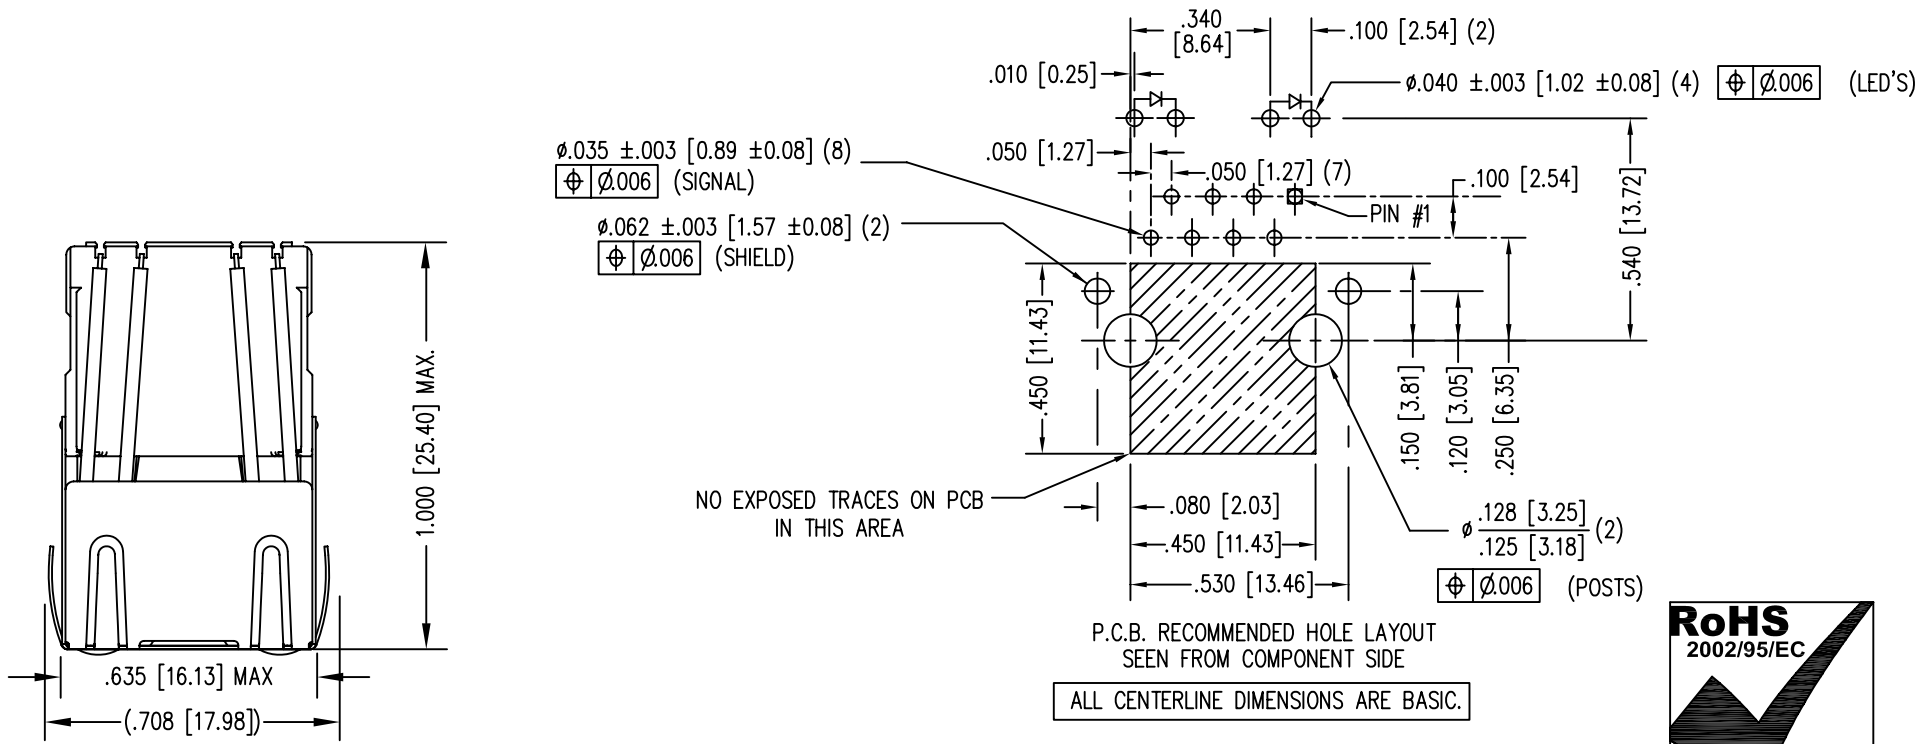 .340
[8.64]
.100 [2.54] (2)
.010 [0.25]
ø.040 ±.003 [1.02 ±0.08] (4) ⌖ Ø.006 (LED'S)
ø.035 ±.003 [0.89 ±0.08] (8)
⌖ Ø.006 (SIGNAL)
.050 [1.27]
.050 [1.27] (7)
.100 [2.54]
PIN #1
.540 [13.72]
ø.062 ±.003 [1.57 ±0.08] (2)
⌖ Ø.006 (SHIELD)
.450 [11.43]
1.000 [25.40] MAX.
.150 [3.81]
.120 [3.05]
.250 [6.35]
NO EXPOSED TRACES ON PCB
IN THIS AREA
.080 [2.03]
.450 [11.43]
.530 [13.46]
ø .128 [3.25]
.125 [3.18] (2)
⌖ Ø.006 (POSTS)
P.C.B. RECOMMENDED HOLE LAYOUT
SEEN FROM COMPONENT SIDE
ALL CENTERLINE DIMENSIONS ARE BASIC.
.635 [16.13] MAX
(.708 [17.98])
RoHS
2002/95/EC